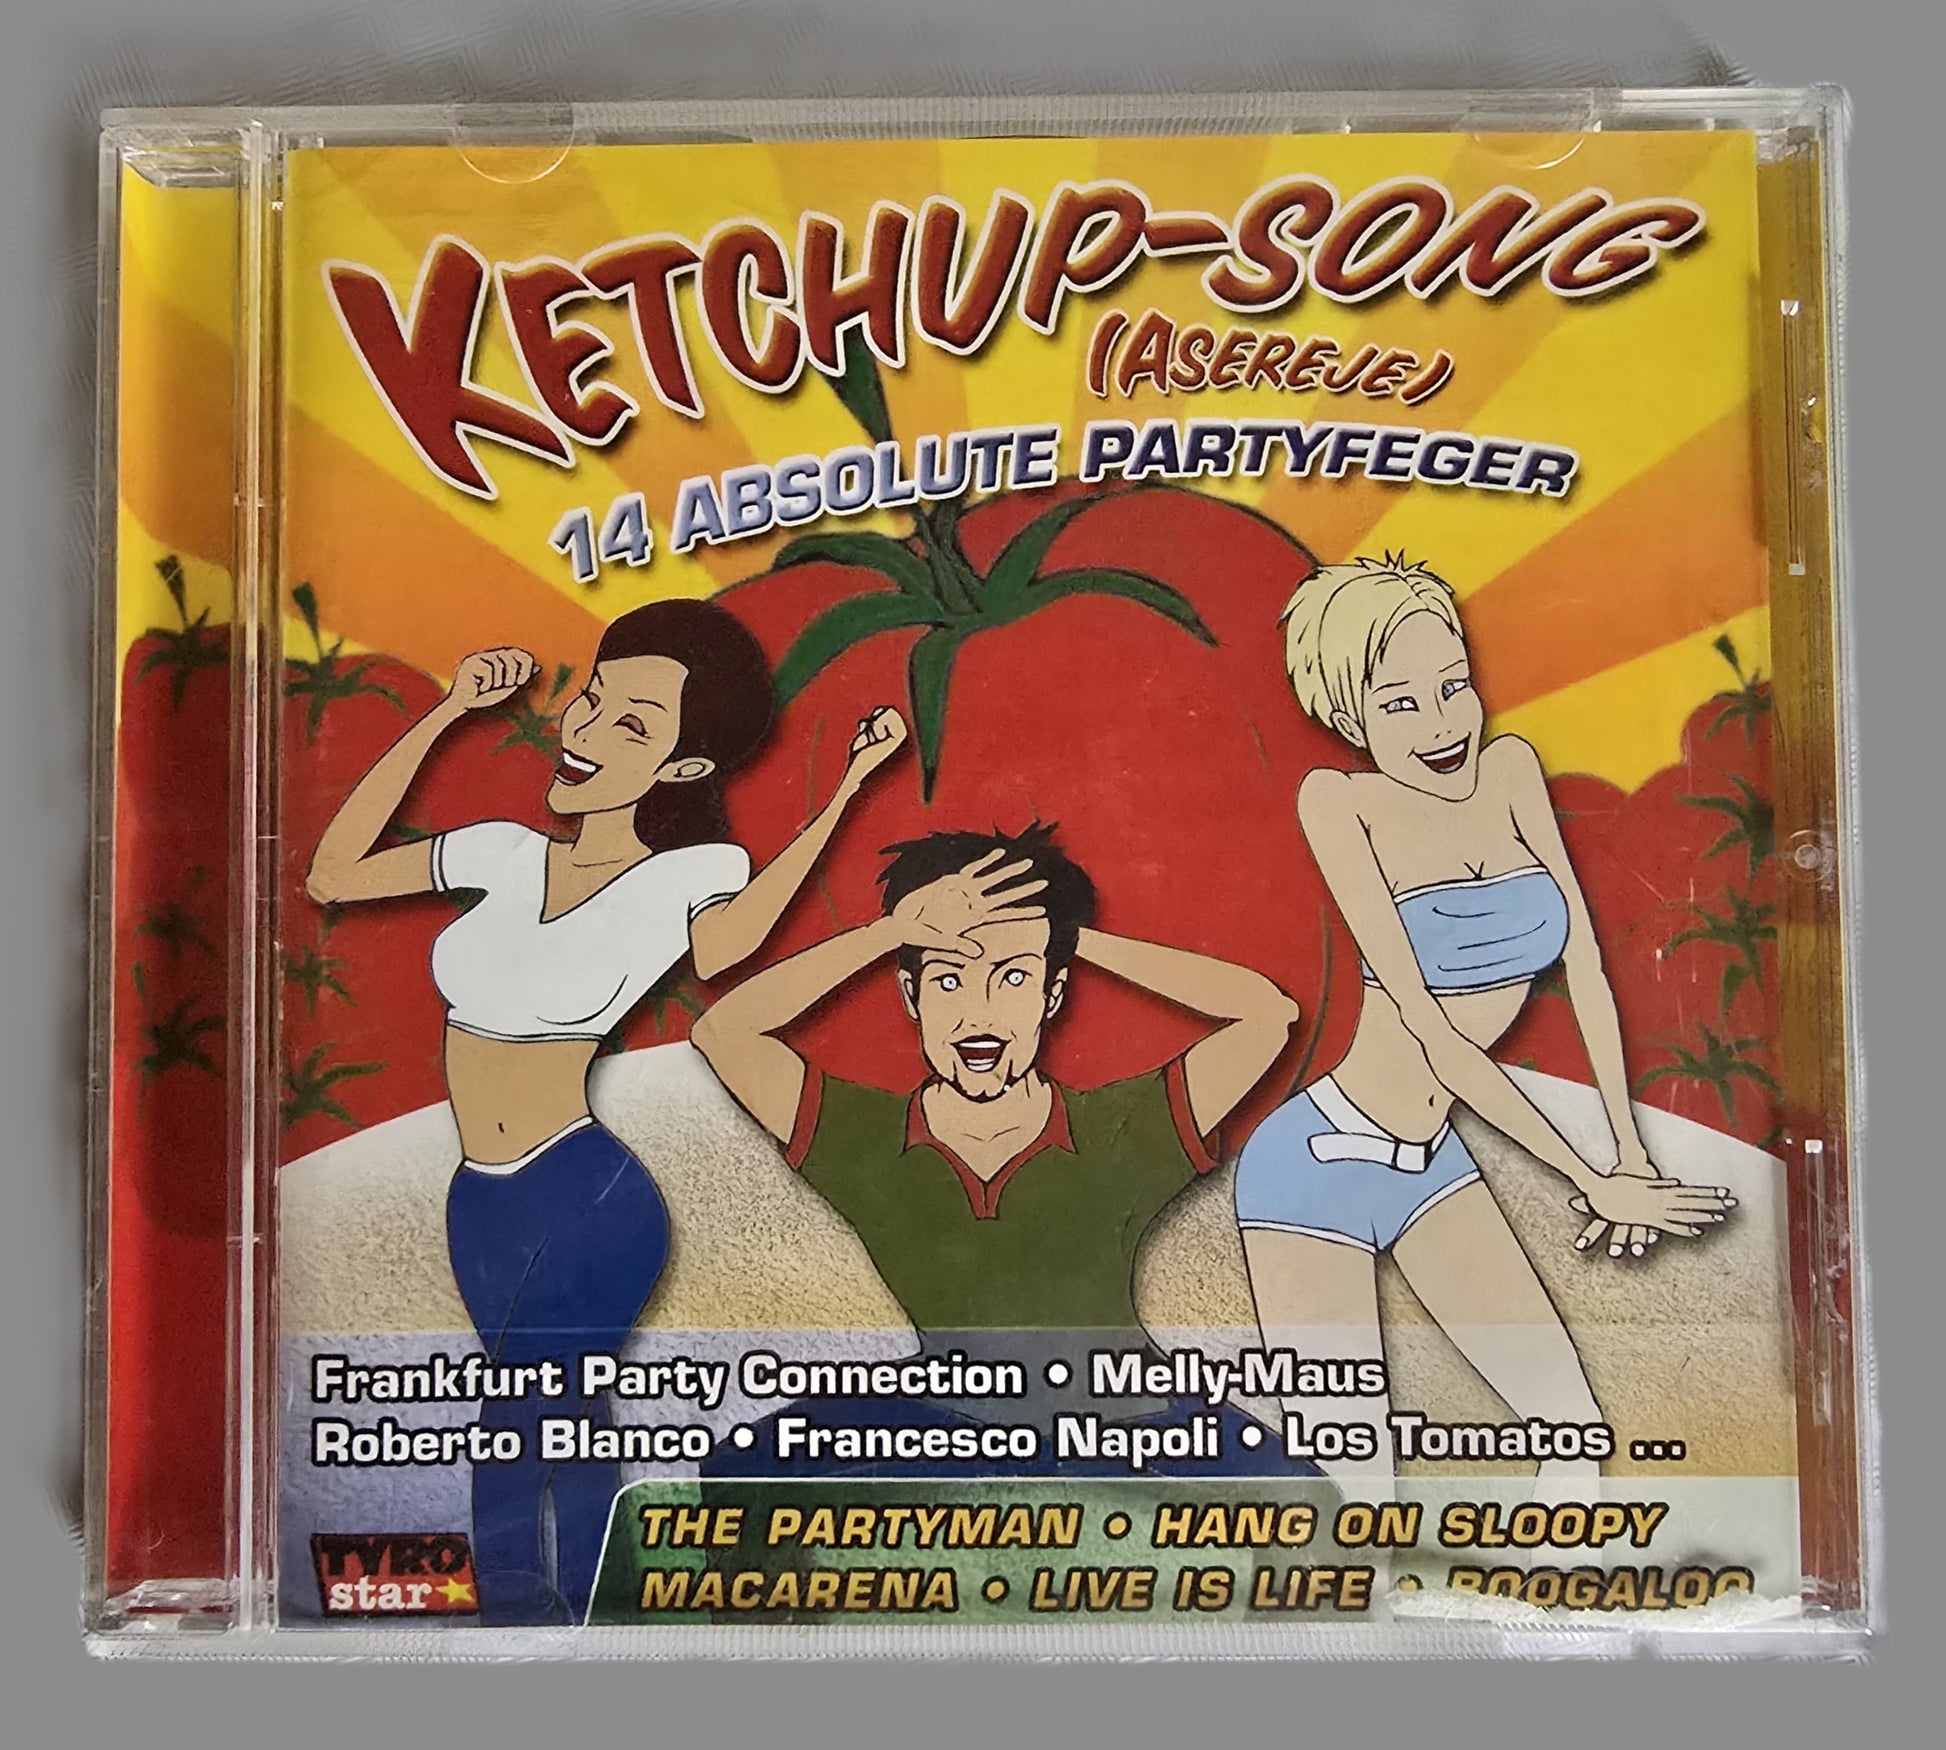 KETCHUP-SONG
(ASEREJE)
14 ABSOLUTE PARTYFEGER
Frankfurt Party Connection • Melly-Maus
Roberto Blanco • Francesco Napoli • Los Tomatos ...
THE PARTYMAN • HANG ON SLOOPY
MACARENA • LIVE IS LIFE • BOOGALOO
TYRO
star